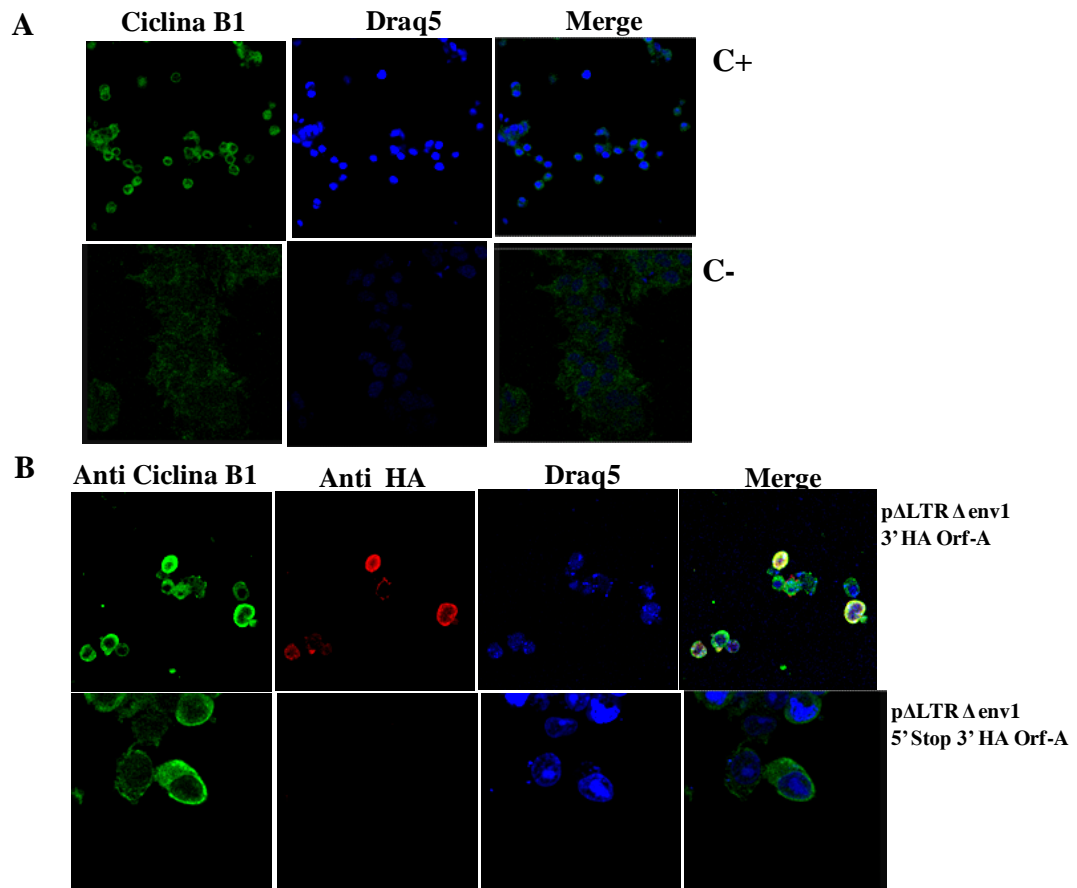 A
Ciclina B1 Draq5 Merge
C+
C-
B
Anti Ciclina B1 Anti HA Draq5 Merge
pΔLTR Δ env1
3' HA Orf-A
pΔLTR Δ env1
5' Stop 3' HA Orf-A